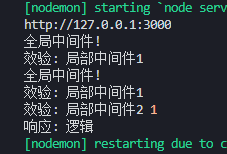 [nodemon] starting `node serv
http://127.0.0.1:3000
全局中间件!
效验: 局部中间件1
全局中间件!
效验: 局部中间件1
效验: 局部中间件2 1
响应: 逻辑
[nodemon] restarting due to c